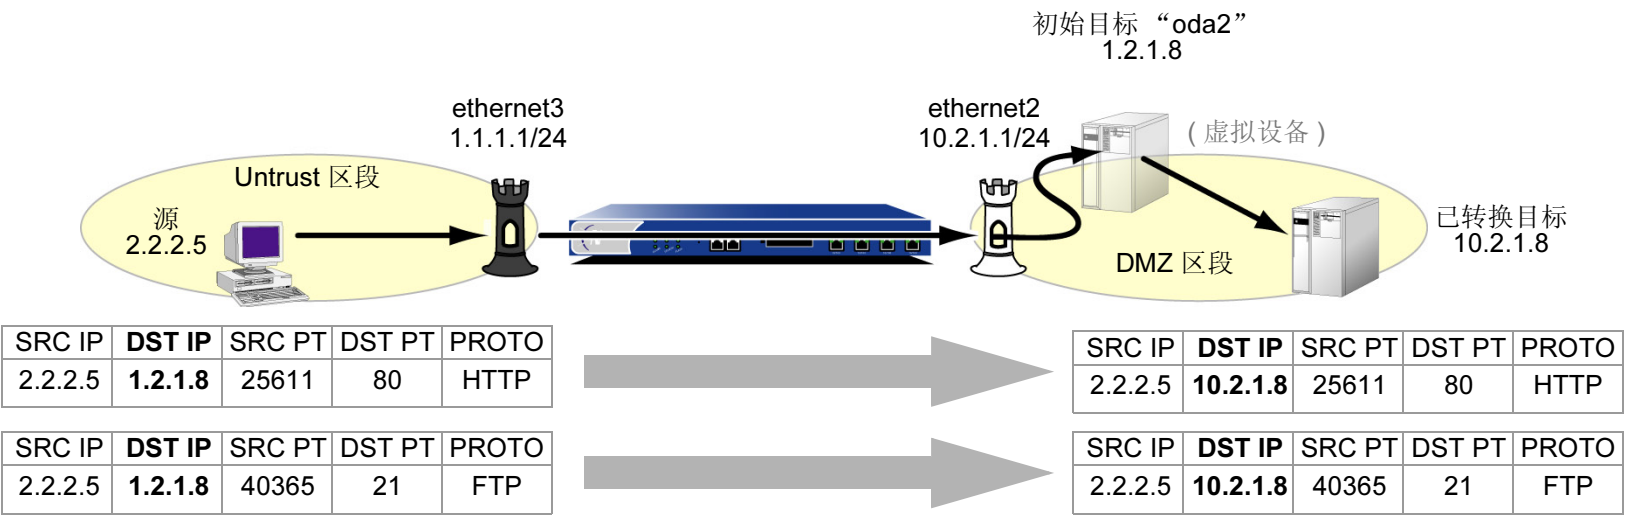 初始目标 “oda2”
1.2.1.8
ethernet3
1.1.1.1/24
ethernet2
10.2.1.1/24
( 虚拟设备 )
Untrust 区段
源
2.2.2.5
已转换目标
10.2.1.8
DMZ 区段
SRC IP DST IP SRC PT DST PT PROTO
2.2.2.5 1.2.1.8 25611 80 HTTP
SRC IP DST IP SRC PT DST PT PROTO
2.2.2.5 10.2.1.8 25611 80 HTTP
SRC IP DST IP SRC PT DST PT PROTO
2.2.2.5 1.2.1.8 40365 21 FTP
SRC IP DST IP SRC PT DST PT PROTO
2.2.2.5 10.2.1.8 40365 21 FTP